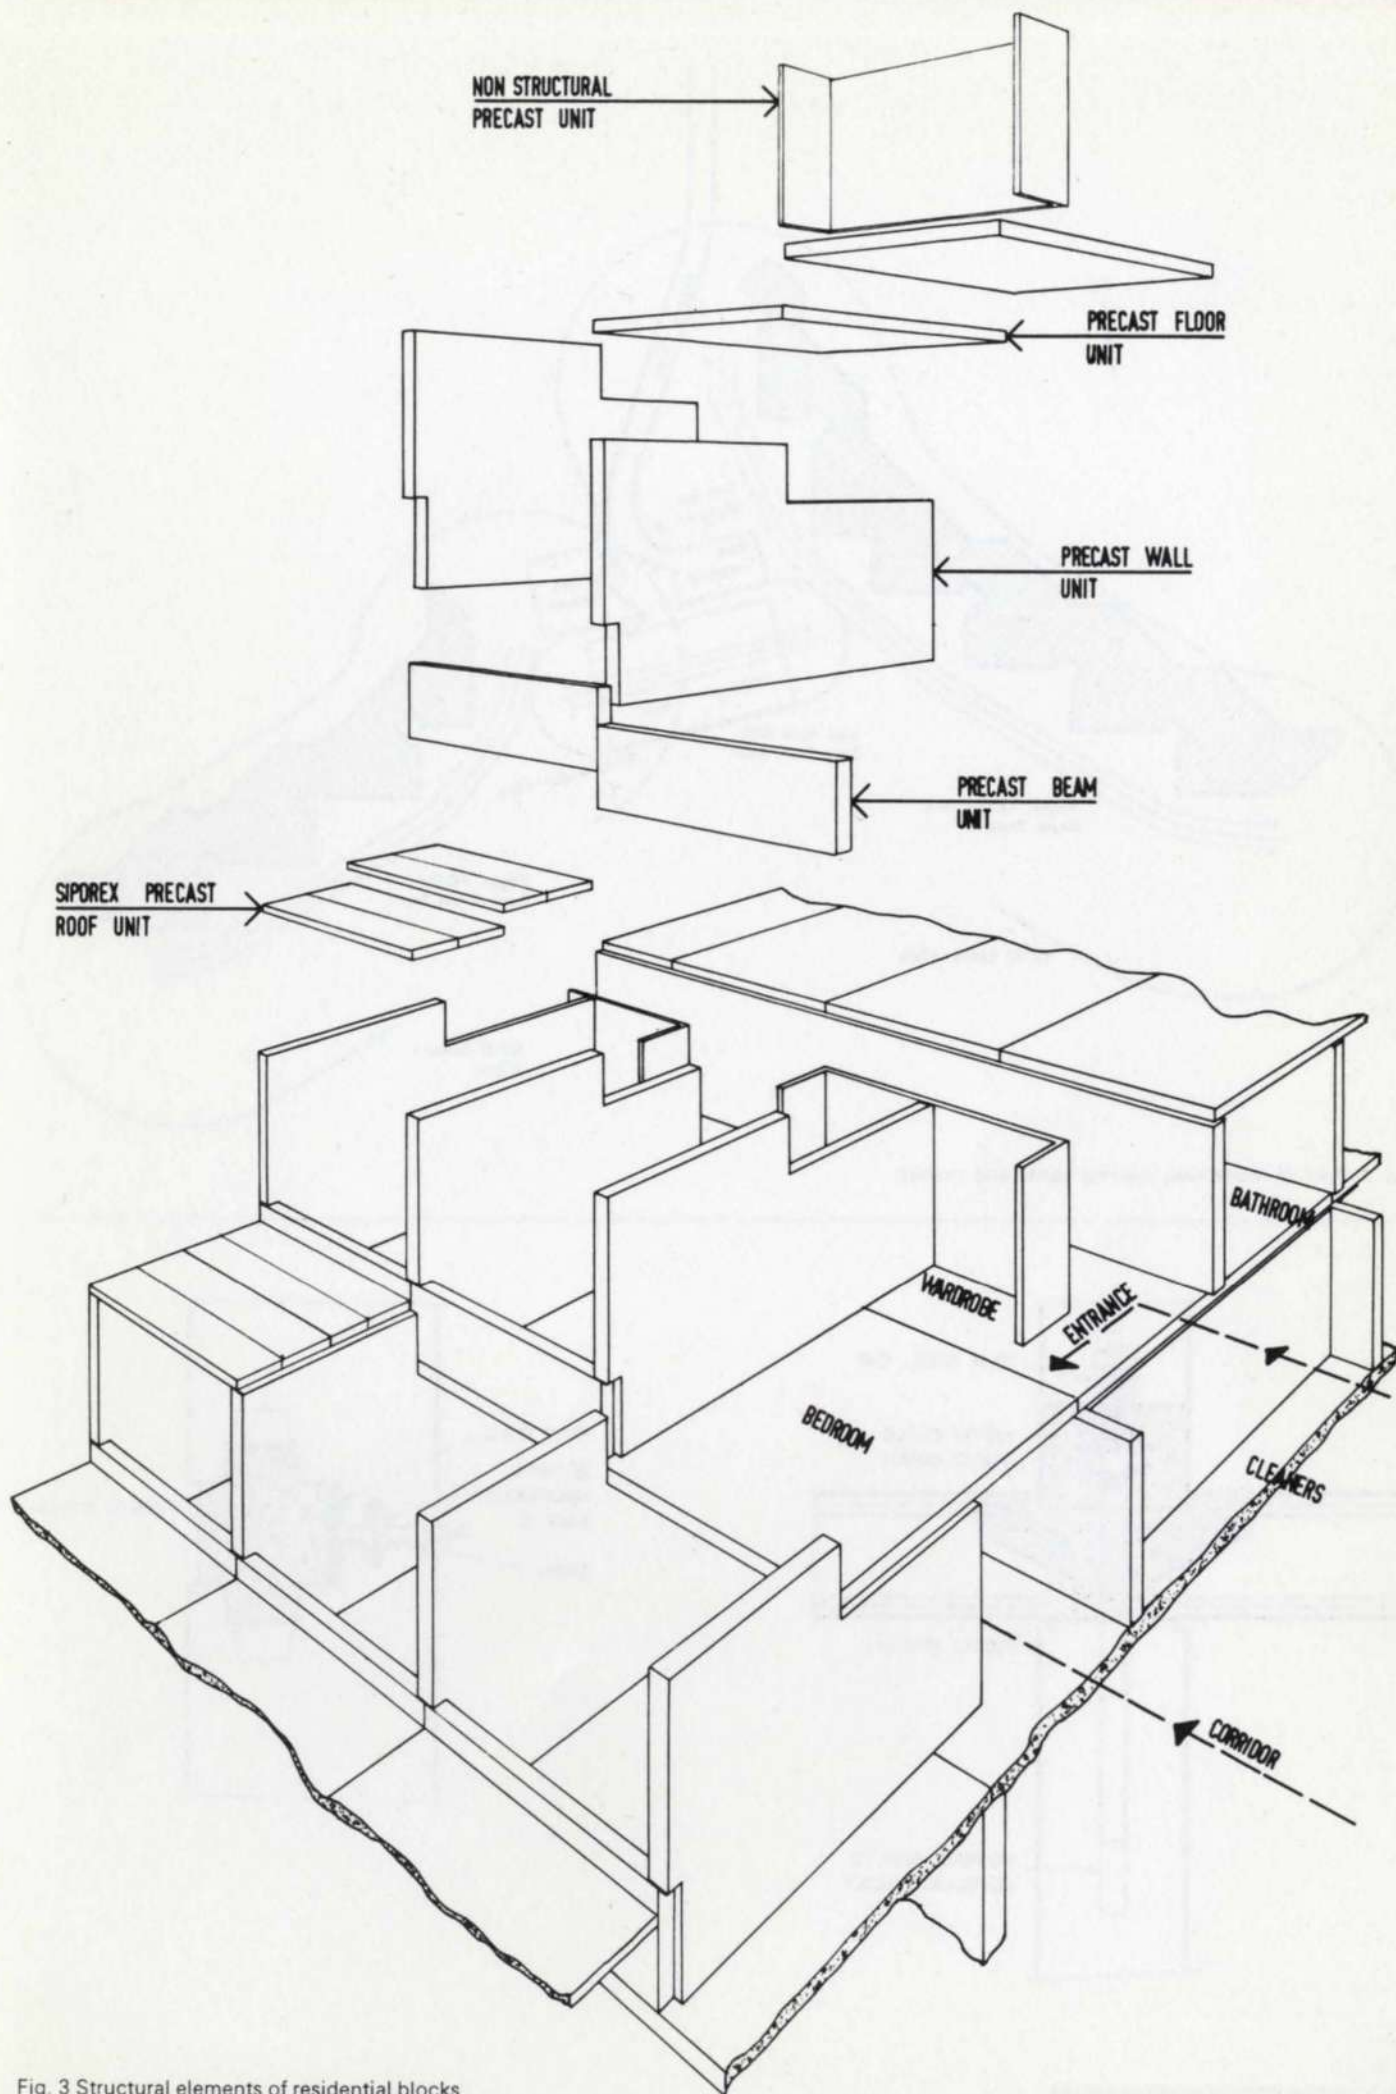 NON STRUCTURAL
PRECAST UNIT
PRECAST FLOOR
UNIT
PRECAST WALL
UNIT
PRECAST BEAM
UNIT
SIPOREX PRECAST
ROOF UNIT
BATHROOM
WARDROBE
ENTRANCE
BEDROOM
CLEANERS
CORRIDOR
Fig. 3 Structural elements of residential blocks